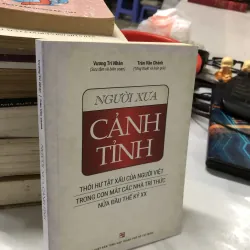 Vương Trí Nhàn
Trần Văn Chánh
NGƯỜI XƯA
CẢNH
TỈNH
THÓI HƯ TẬT XẤU CỦA NGƯỜI VIỆT
TRONG CON MẮT CÁC NHÀ TRÍ THỨC
NỬA ĐẦU THẾ KỶ XX